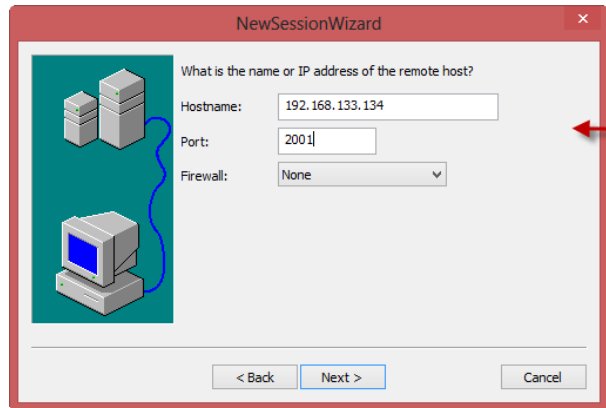 NewSessionWizard
×
What is the name or IP address of the remote host?
Hostname: 192.168.133.134
Port: 2001
Firewall: None
< Back Next > Cancel